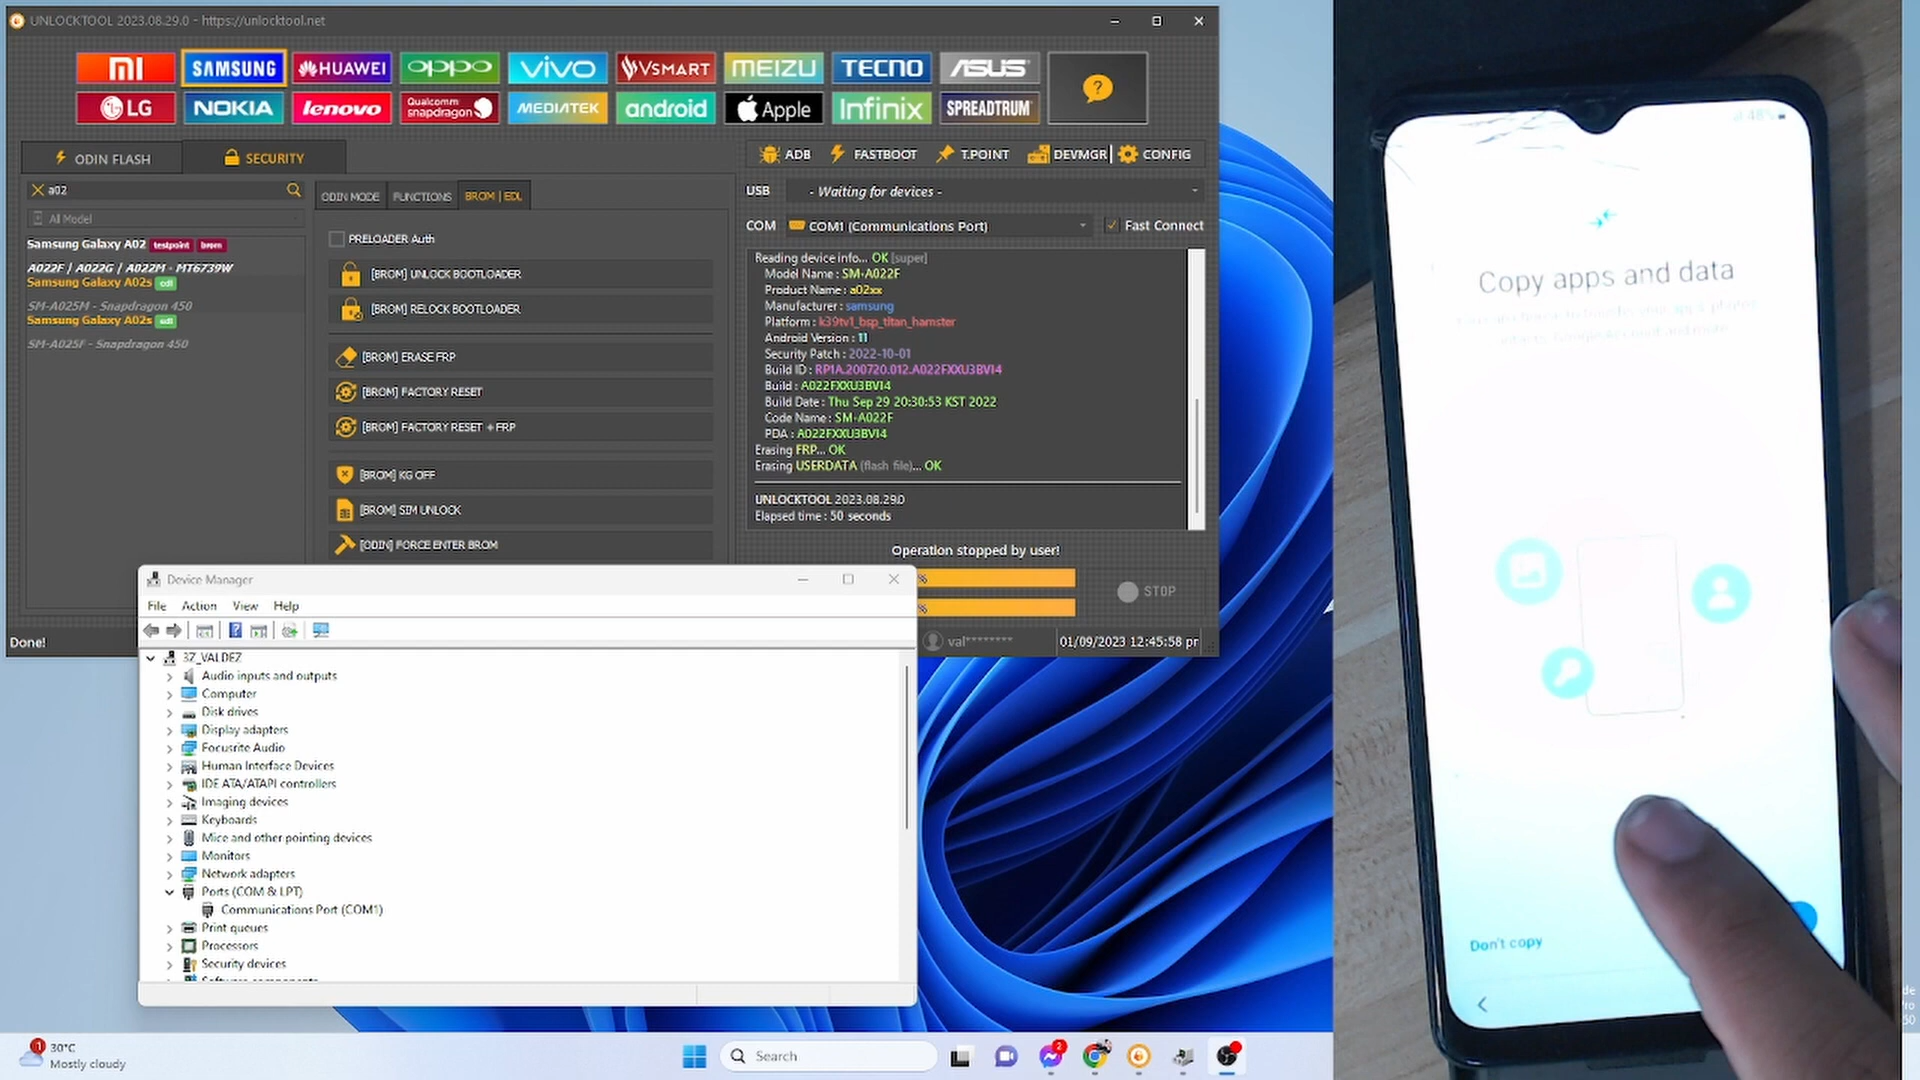 UNLOCKTOOL 2023.08.29.0 - https://unlocktool.net
MI SAMSUNG HUAWEI OPPO VIVO VSMART MEIZU TECNO ASUS
LG NOKIA lenovo Qualcomm snapdragon MEDIATEK android Apple Infinix SPREADTRUM
?
ODIN FLASH SECURITY
a02
All Model
Samsung Galaxy A02 testpoint brom
A022F | A022G | A022M - MT6739W
Samsung Galaxy A02s edl
SM-A025M - Snapdragon 450
Samsung Galaxy A02s edl
SM-A025F - Snapdragon 450
ODIN MODE FUNCTIONS BROM | EDL
PRELOADER Auth
[BROM] UNLOCK BOOTLOADER
[BROM] RELOCK BOOTLOADER
[BROM] ERASE FRP
[BROM] FACTORY RESET
[BROM] FACTORY RESET + FRP
[BROM] KG OFF
[BROM] SIM UNLOCK
[ODIN] FORCE ENTER BROM
ADB FASTBOOT T.POINT DEVMGR CONFIG
USB - Waiting for devices -
COM COM1 (Communications Port) Fast Connect
Reading device info... OK [super]
Model Name : SM-A022F
Product Name : a02xx
Manufacturer : samsung
Platform : k39tv1_bsp_titan_hamster
Android Version : 11
Security Patch : 2022-10-01
Build ID : RP1A.200720.012.A022FXXU3BVI4
Build : A022FXXU3BVI4
Build Date : Thu Sep 29 20:30:53 KST 2022
Code Name : SM-A022F
PDA : A022FXXU3BVI4
Erasing FRP... OK
Erasing USERDATA (flash file)... OK
UNLOCKTOOL 2023.08.29.0
Elapsed time : 50 seconds
Operation stopped by user!
%
%
STOP
Done!
val********
01/09/2023 12:45:58 pm
Device Manager
File Action View Help
3Z_VALDEZ
Audio inputs and outputs
Computer
Disk drives
Display adapters
Focusrite Audio
Human Interface Devices
IDE ATA/ATAPI controllers
Imaging devices
Keyboards
Mice and other pointing devices
Monitors
Network adapters
Ports (COM & LPT)
Communications Port (COM1)
Print queues
Processors
Security devices
Software components
1
30°C
Mostly cloudy
Search
2
48%
Copy apps and data
Don't copy